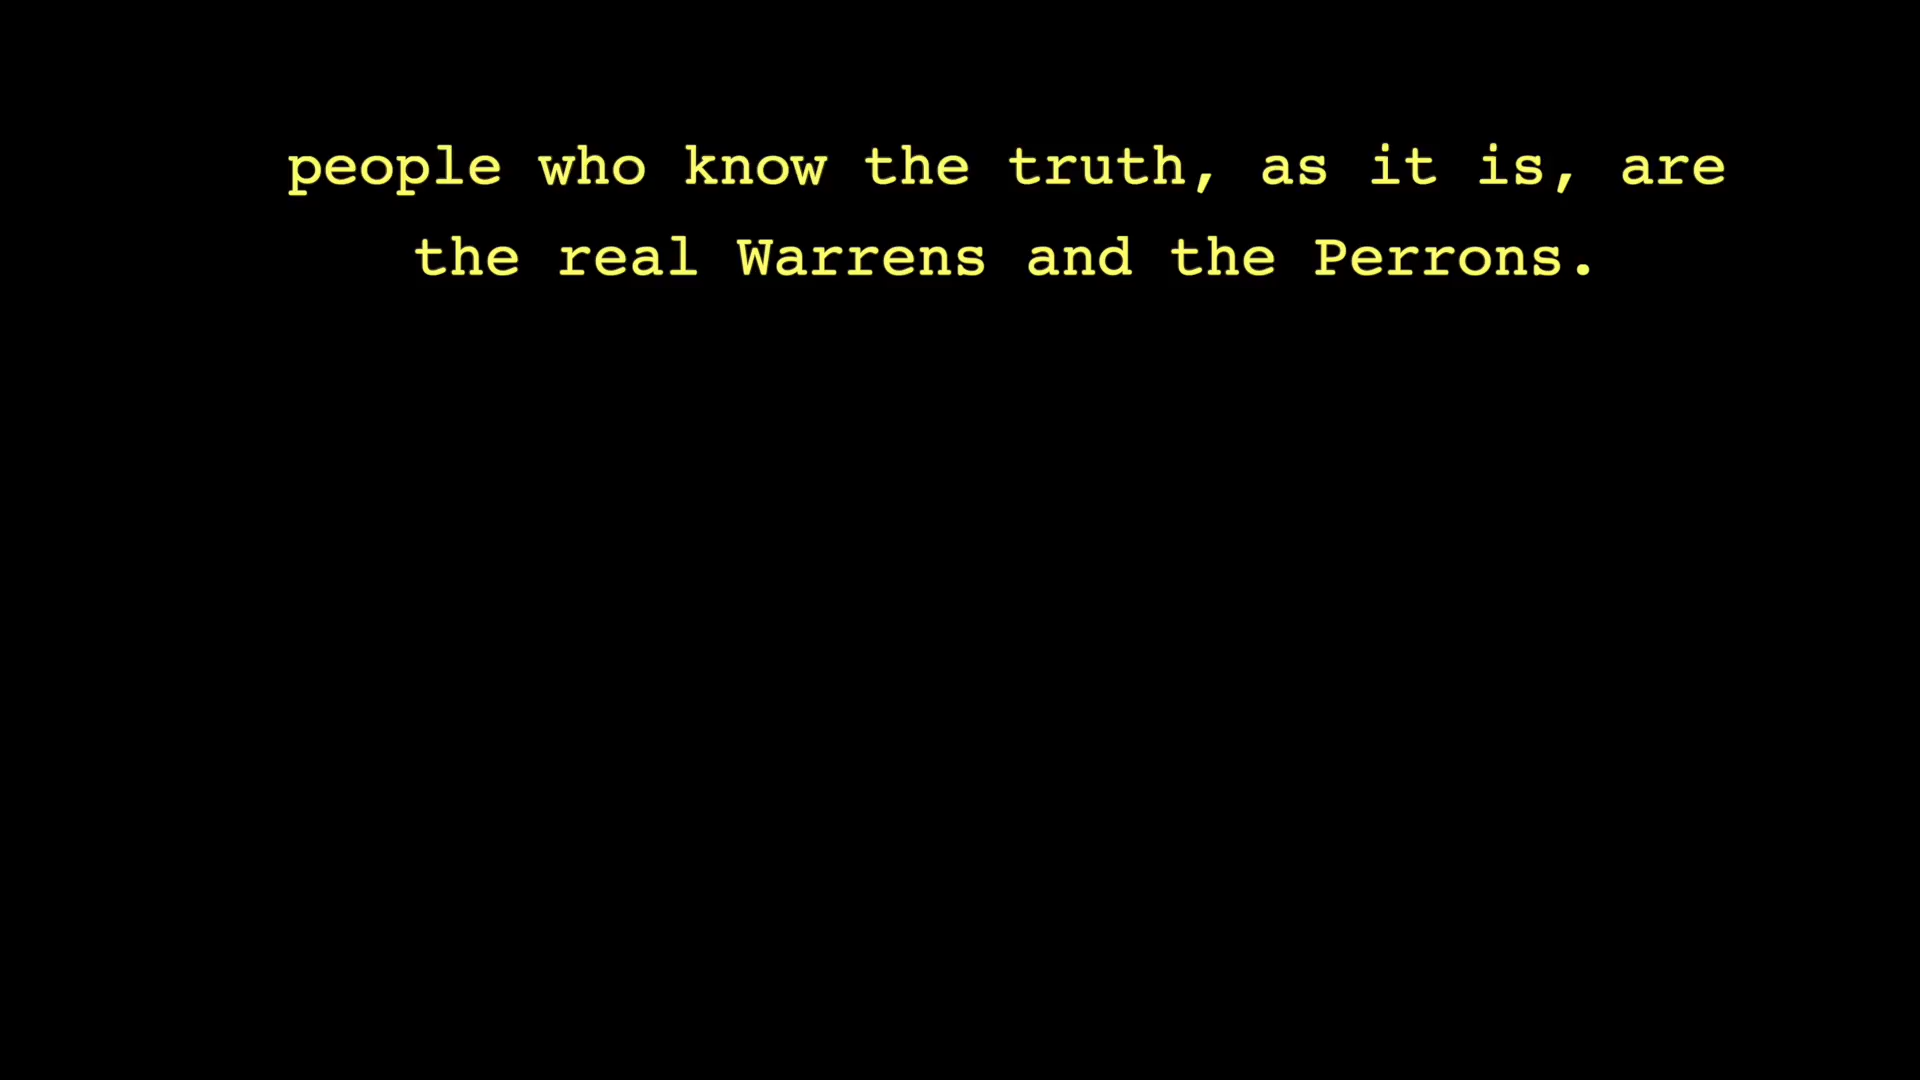 people who know the truth, as it is, are
the real Warrens and the Perrons.